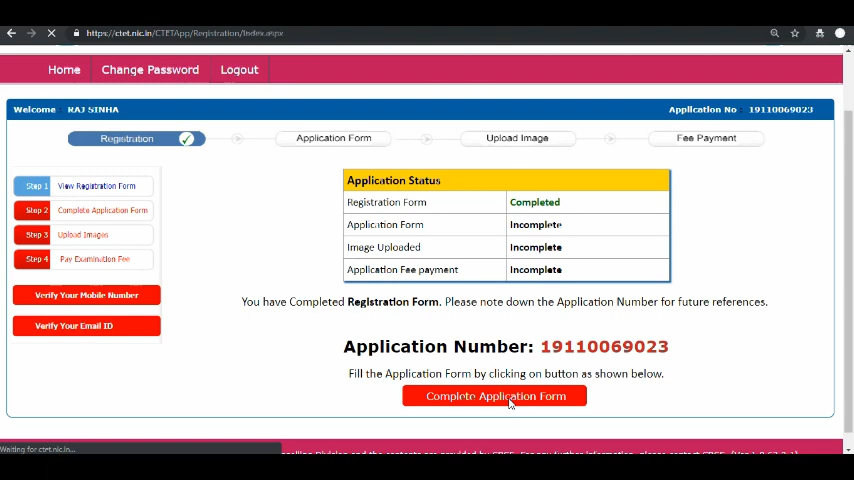 https://ctet.nic.in/CTETApp/Registration/Index.aspx
Home Change Password Logout
Welcome : RAJ SINHA Application No : 19110069023
Registration Application Form Upload Image Fee Payment
Step 1 View Registration Form
Step 2 Complete Application Form
Step 3 Upload Images
Step 4 Pay Examination Fee
Verify Your Mobile Number
Verify Your Email ID
Application Status
Registration Form Completed
Application Form Incomplete
Image Uploaded Incomplete
Application Fee payment Incomplete
You have Completed Registration Form. Please note down the Application Number for future references.
Application Number: 19110069023
Fill the Application Form by clicking on button as shown below.
Complete Application Form
Waiting for ctet.nic.in...